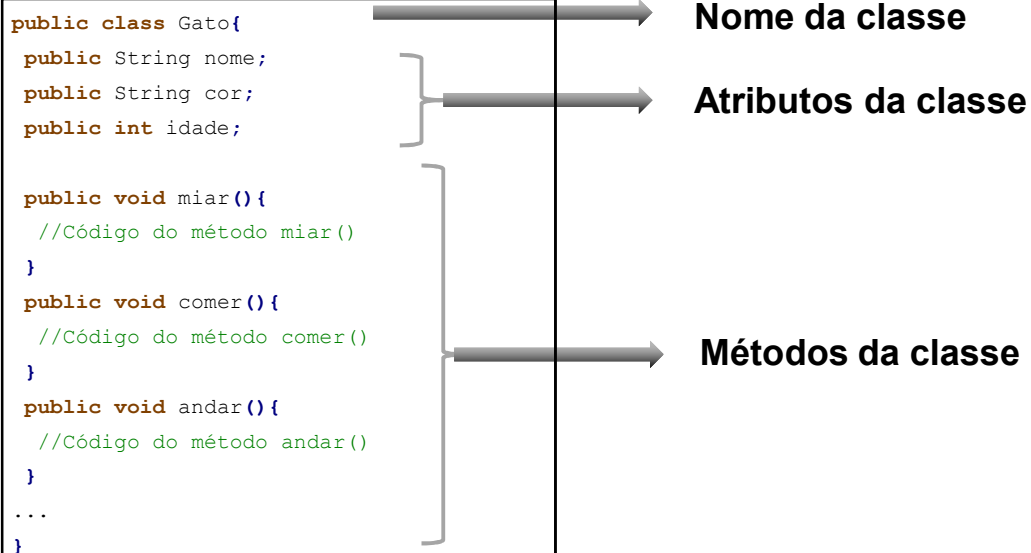 public class Gato{
public String nome;
public String cor;
public int idade;
public void miar(){
//Código do método miar()
}
public void comer(){
//Código do método comer()
}
public void andar(){
//Código do método andar()
}
...
}
Nome da classe
Atributos da classe
Métodos da classe